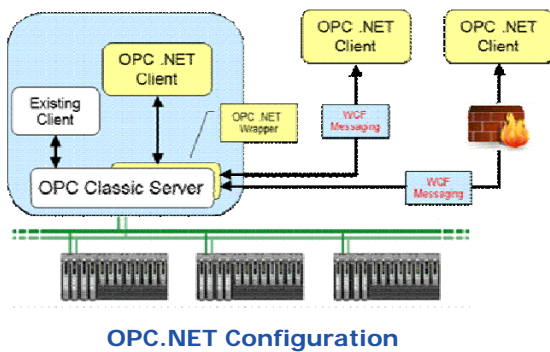 OPC .NET
Client
OPC .NET
Client
OPC .NET
Client
Existing
Client
OPC .NET
Wrapper
WCF
Messaging
OPC Classic Server
WCF
Messaging
OPC.NET Configuration